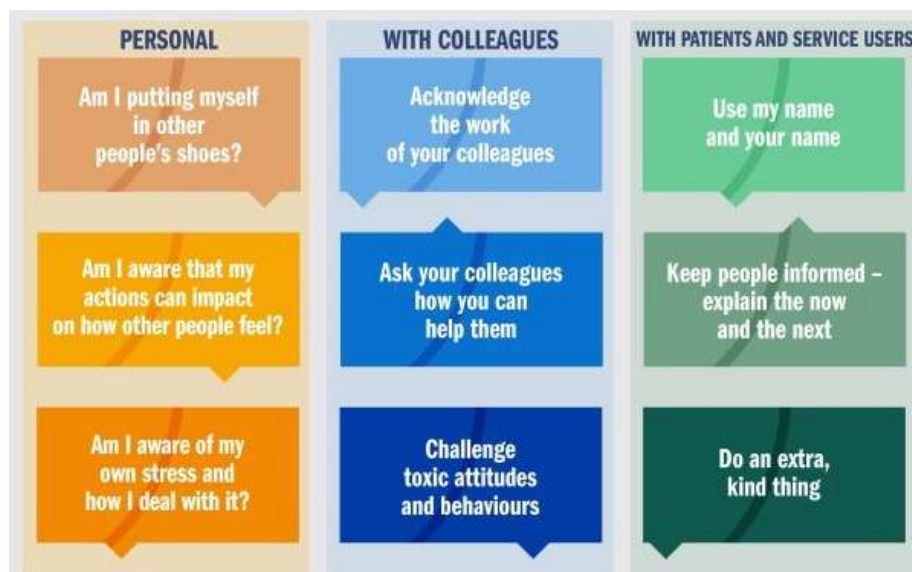 PERSONAL
Am I putting myself
in other
people's shoes?
Am I aware that my
actions can impact
on how other people feel?
Am I aware of my
own stress and
how I deal with it?
WITH COLLEAGUES
Acknowledge
the work
of your colleagues
Ask your colleagues
how you can
help them
Challenge
toxic attitudes
and behaviours
WITH PATIENTS AND SERVICE USERS
Use my name
and your name
Keep people informed –
explain the now
and the next
Do an extra,
kind thing